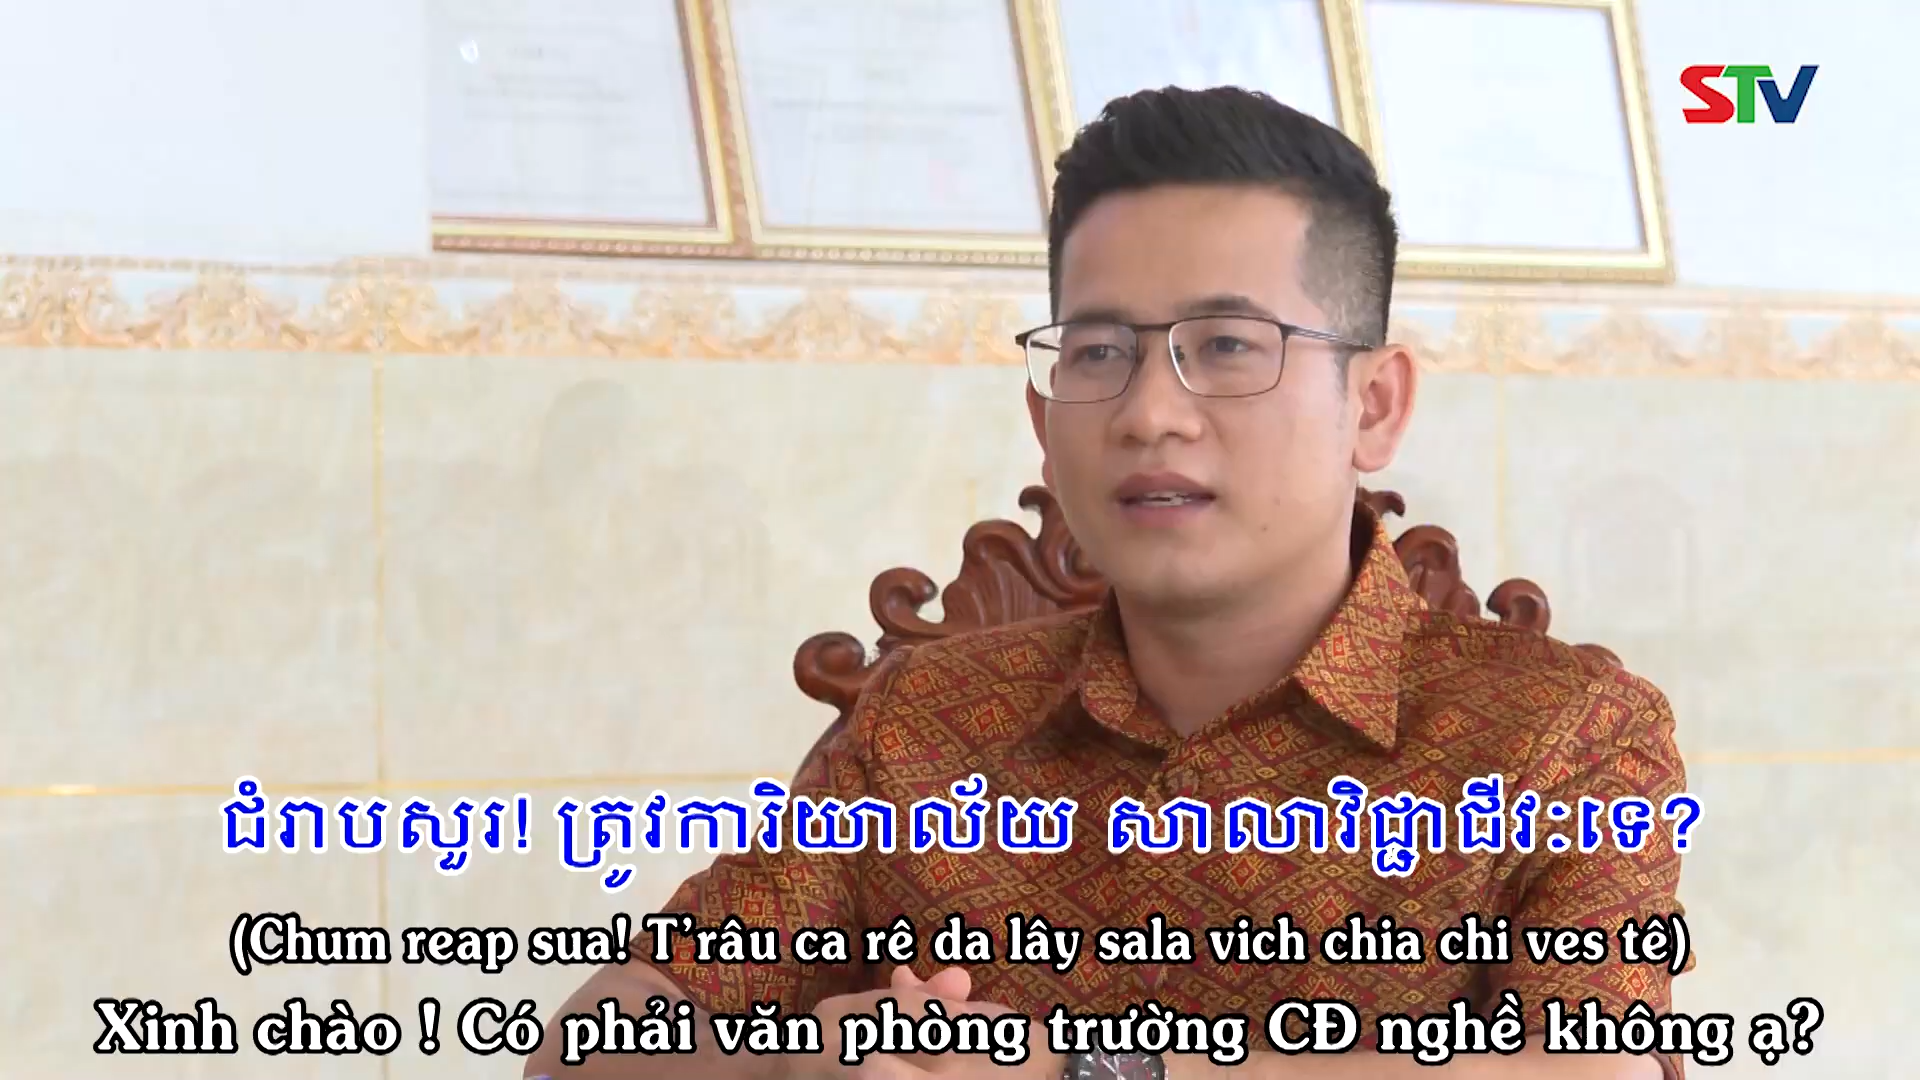 STV
ជំរាបសួរ! ត្រូវការិយាល័យ សាលាវិជ្ជាជីវៈទេ?
(Chum reap sua! T’râu ca rê da lây sala vich chia chi ves tê)
Xinh chào ! Có phải văn phòng trường CĐ nghề không ạ?